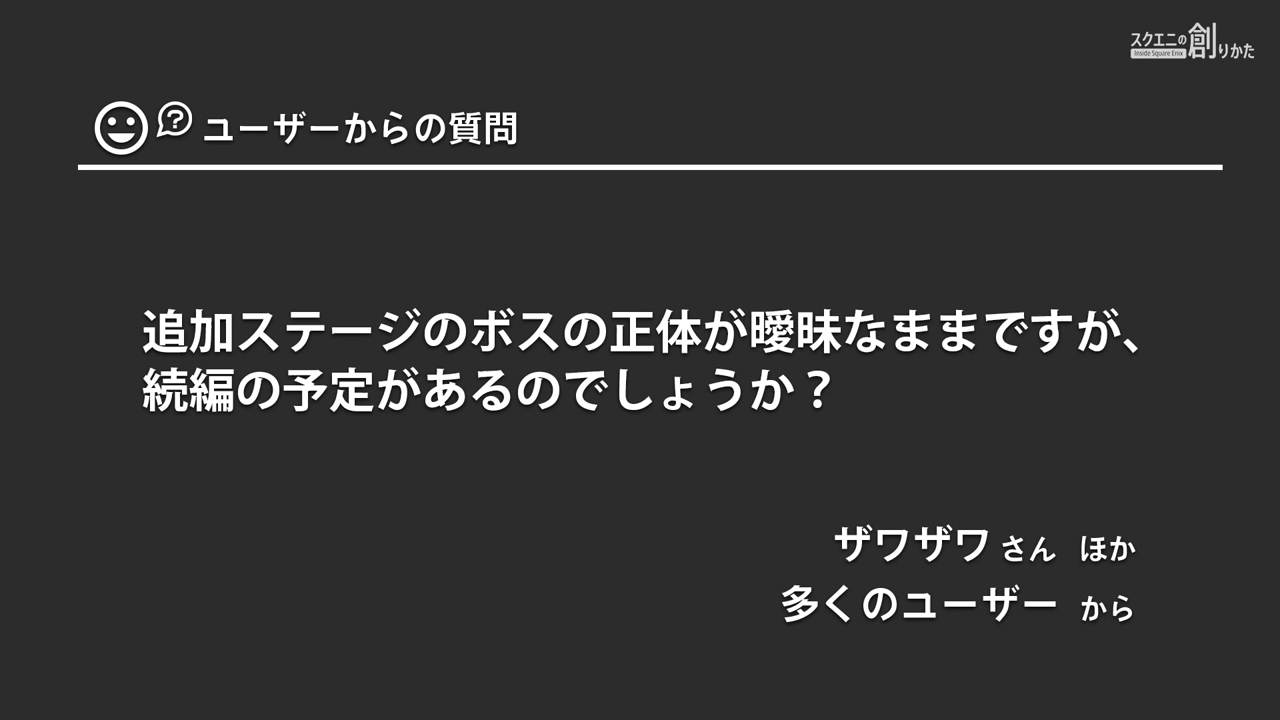 スクエニの創りかた
Inside Square Enix
ユーザーからの質問
追加ステージのボスの正体が曖昧なままですが、
続編の予定があるのでしょうか？
ザワザワ さん ほか
多くのユーザー から